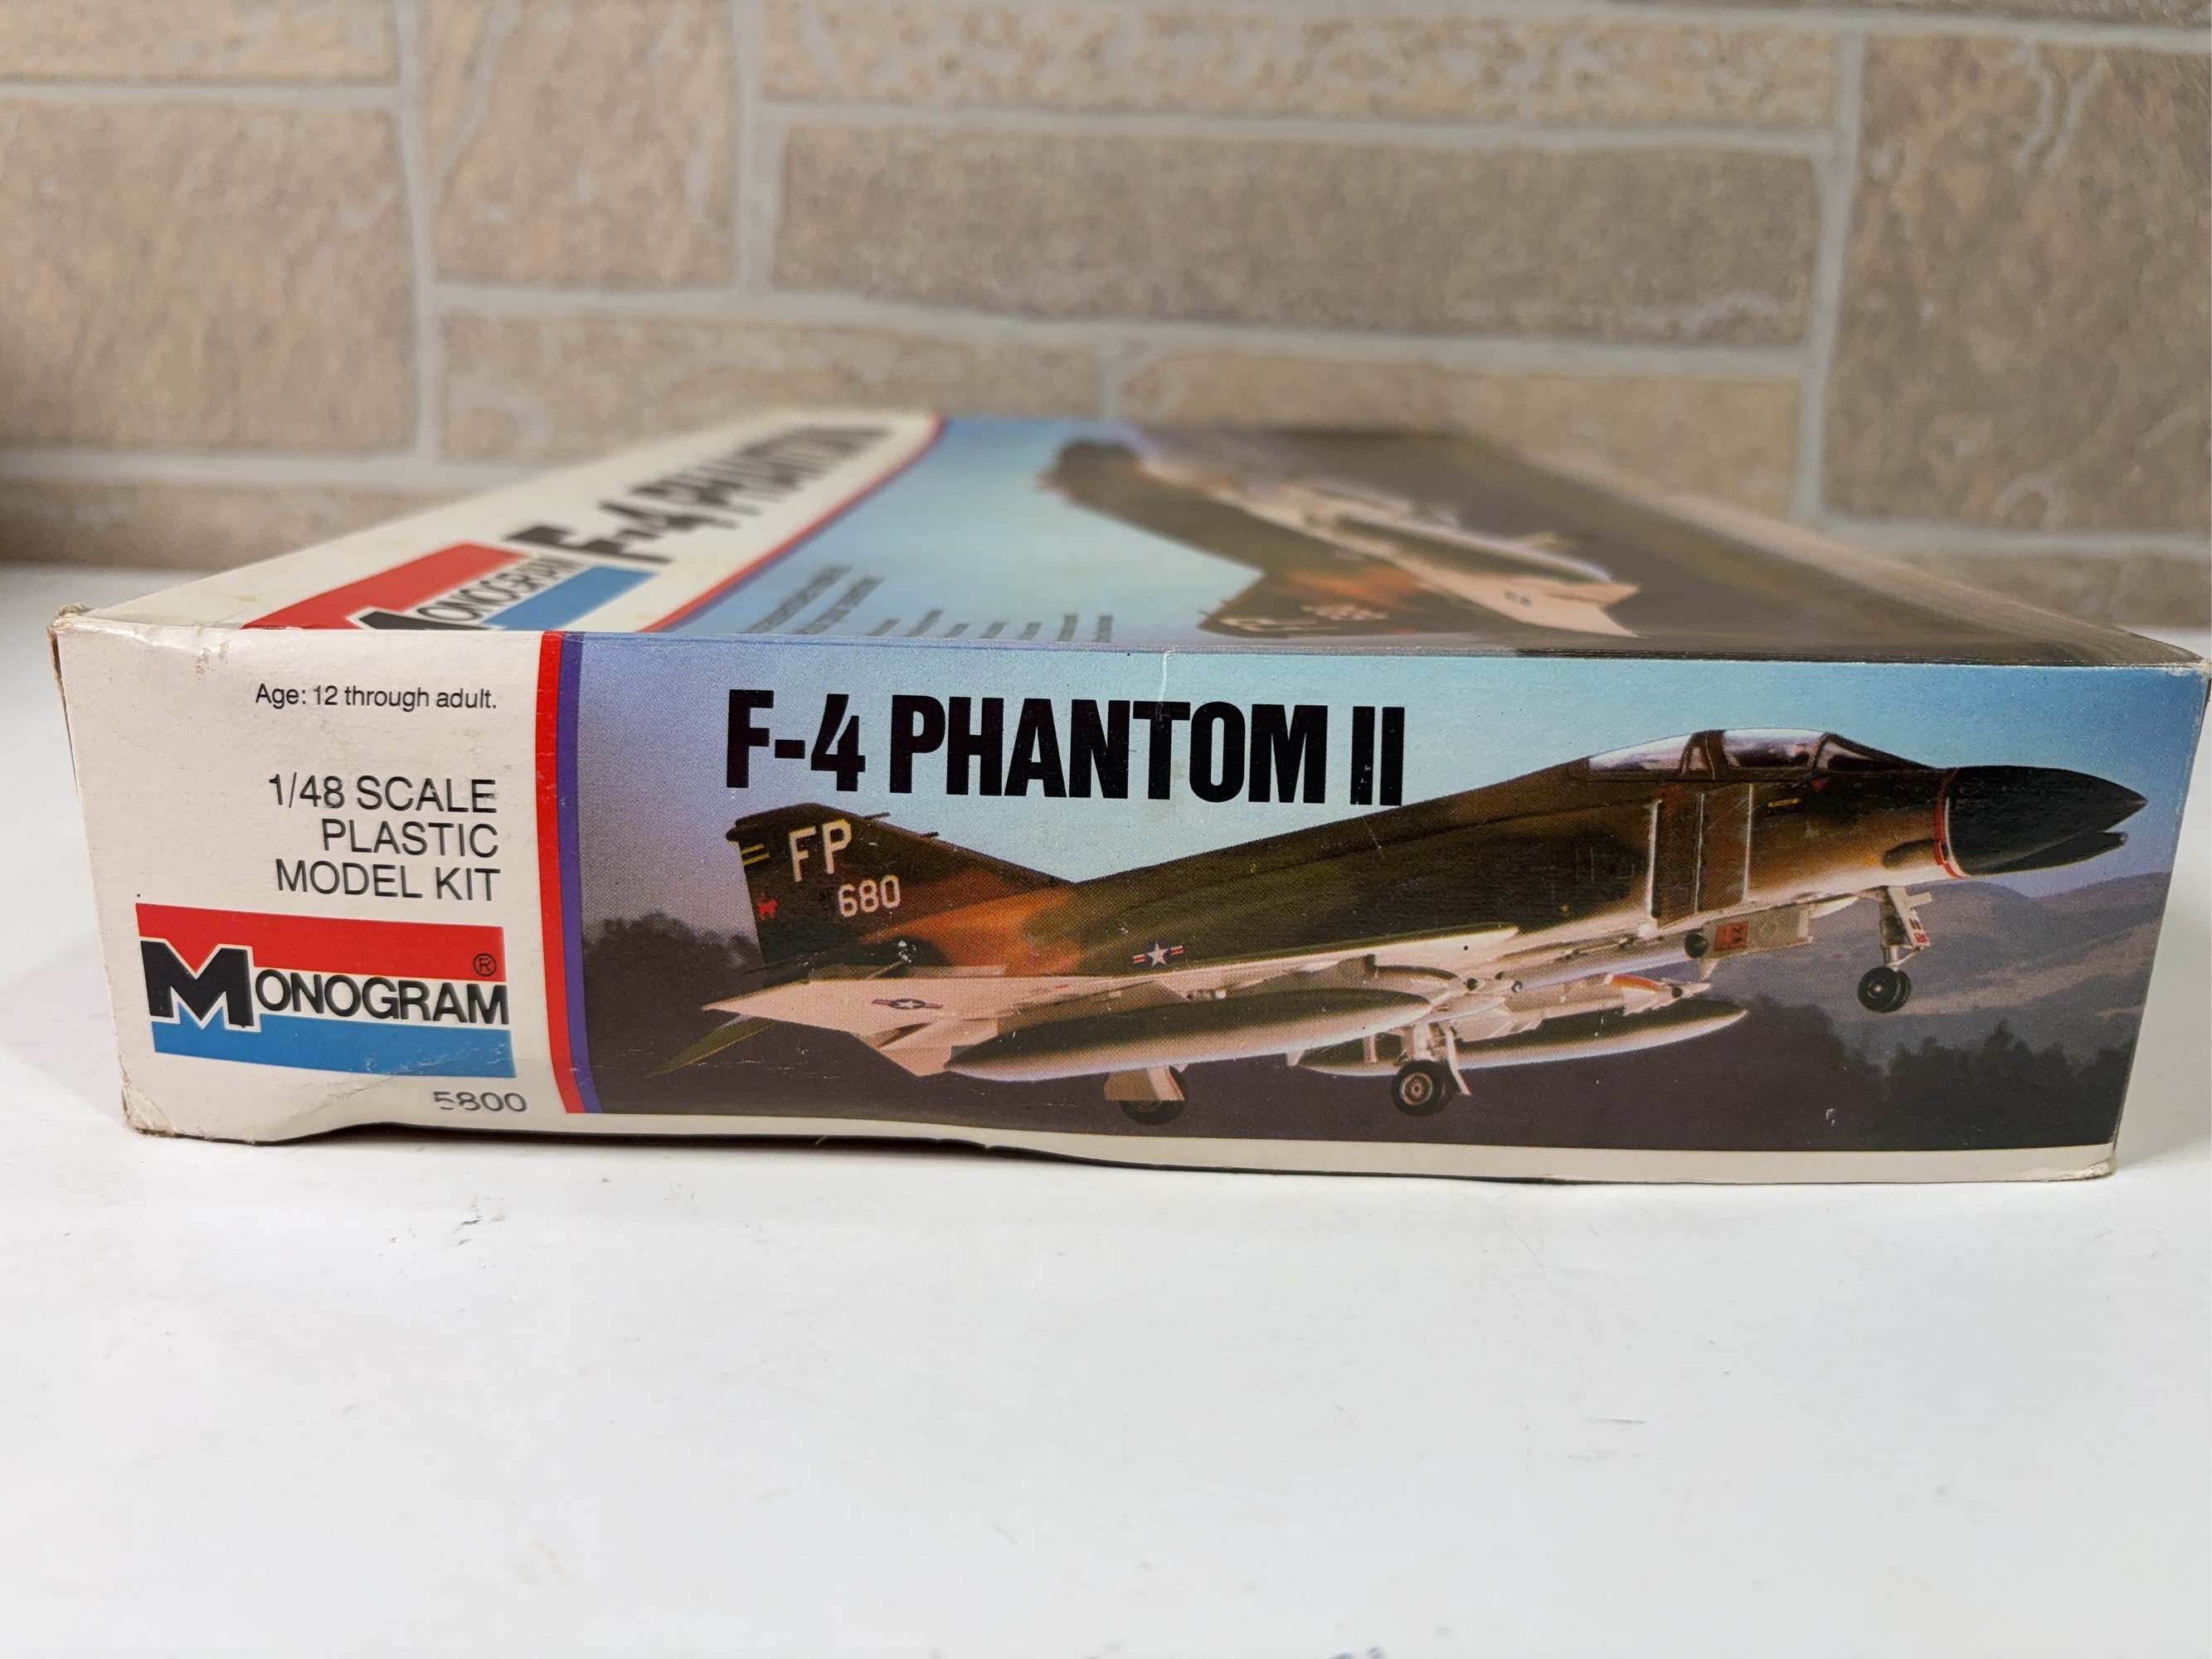 MONOGRAM
F-4 PHANTOM
Age: 12 through adult.
1/48 SCALE
PLASTIC
MODEL KIT
MONOGRAM®
5800
F-4 PHANTOM II
FP
680